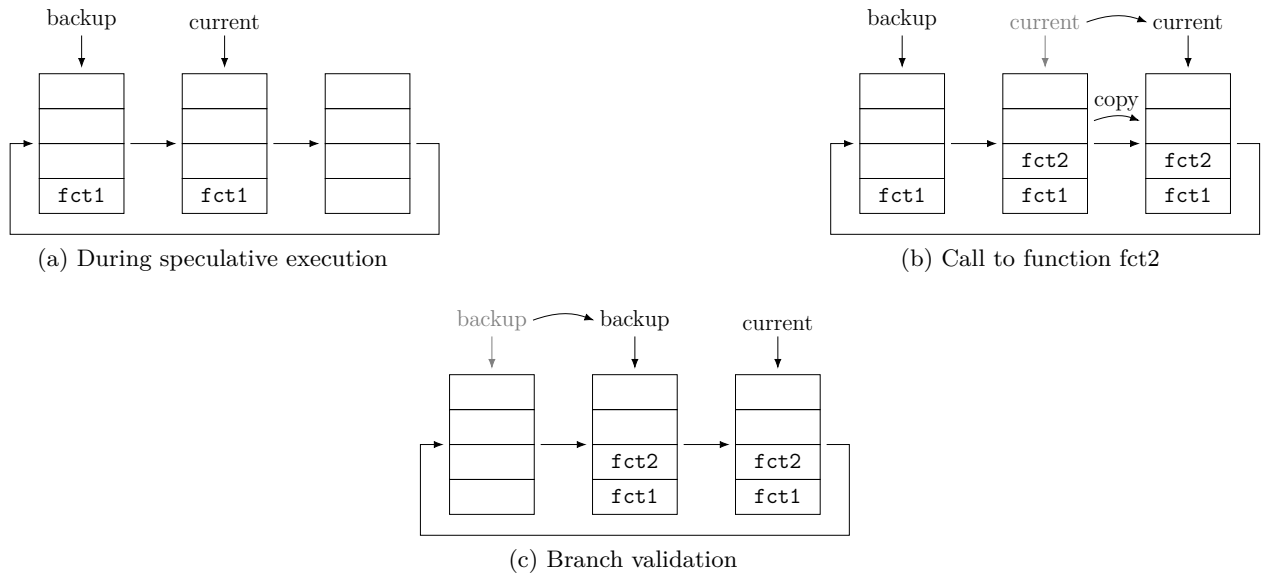 backup
current
fct1
fct1
(a) During speculative execution
backup
current
current
copy
fct2
fct2
fct1
fct1
fct1
(b) Call to function fct2
backup
backup
current
fct2
fct2
fct1
fct1
(c) Branch validation